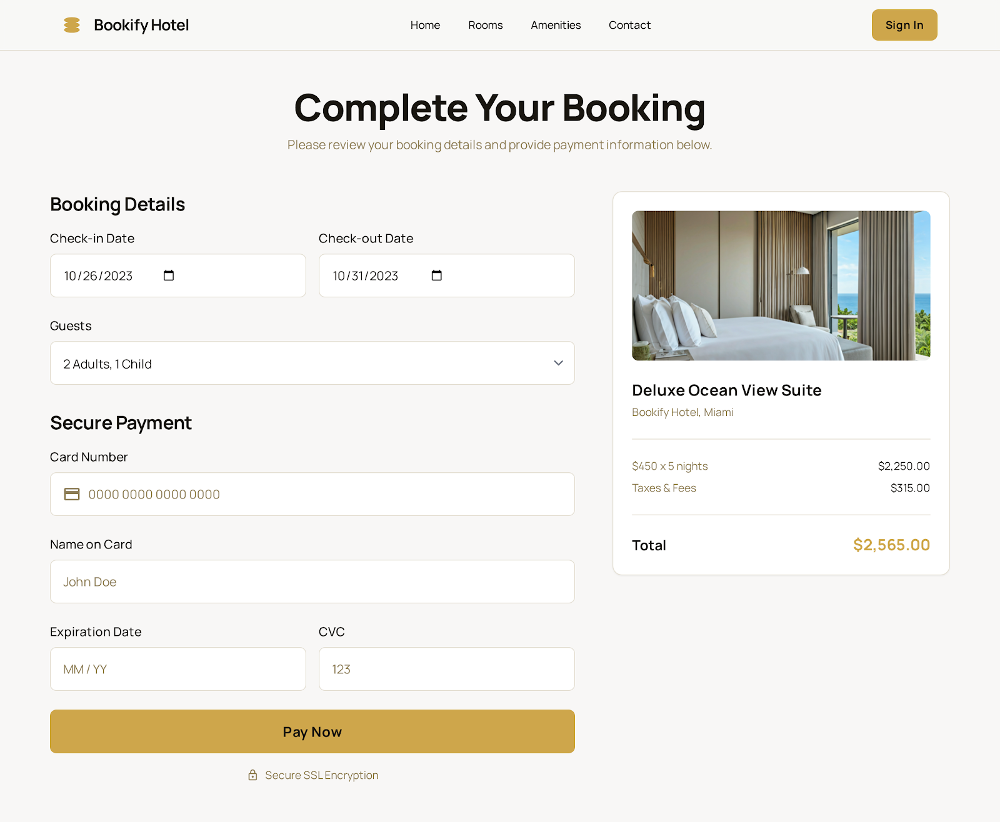 Bookify Hotel
Home
Rooms
Amenities
Contact
Sign In
Complete Your Booking
Please review your booking details and provide payment information below.
Booking Details
Check-in Date
10/26/2023
Check-out Date
10/31/2023
Guests
2 Adults, 1 Child
Secure Payment
Card Number
0000 0000 0000 0000
Name on Card
John Doe
Expiration Date
MM / YY
CVC
123
Pay Now
Secure SSL Encryption
Deluxe Ocean View Suite
Bookify Hotel, Miami
$450 x 5 nights $2,250.00
Taxes & Fees $315.00
Total $2,565.00